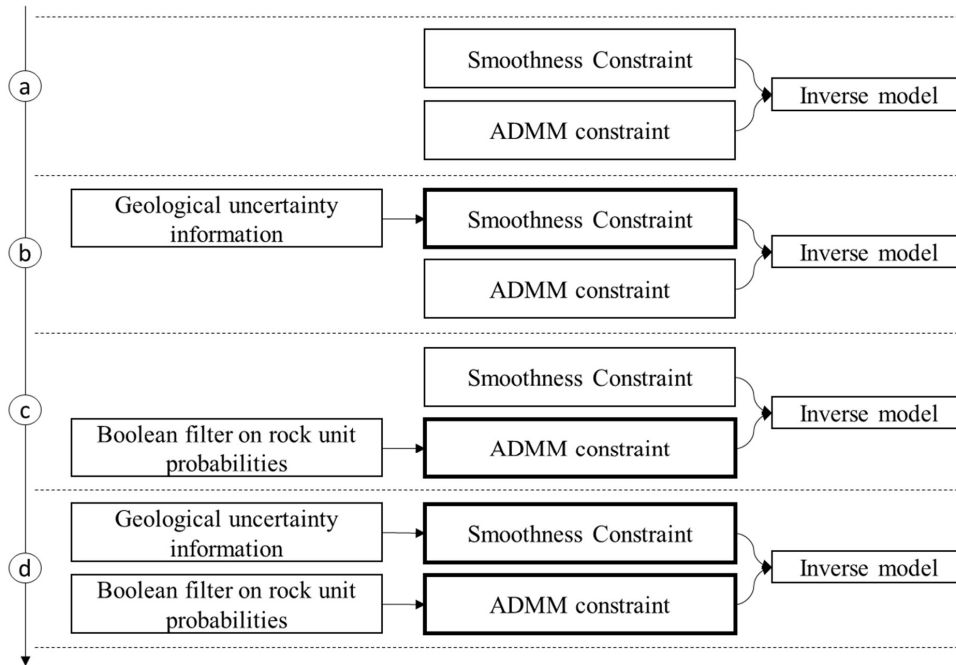 a
Smoothness Constraint
ADMM constraint
Inverse model
b
Geological uncertainty
information
Smoothness Constraint
ADMM constraint
Inverse model
c
Smoothness Constraint
Boolean filter on rock unit
probabilities
ADMM constraint
Inverse model
d
Geological uncertainty
information
Smoothness Constraint
Boolean filter on rock unit
probabilities
ADMM constraint
Inverse model